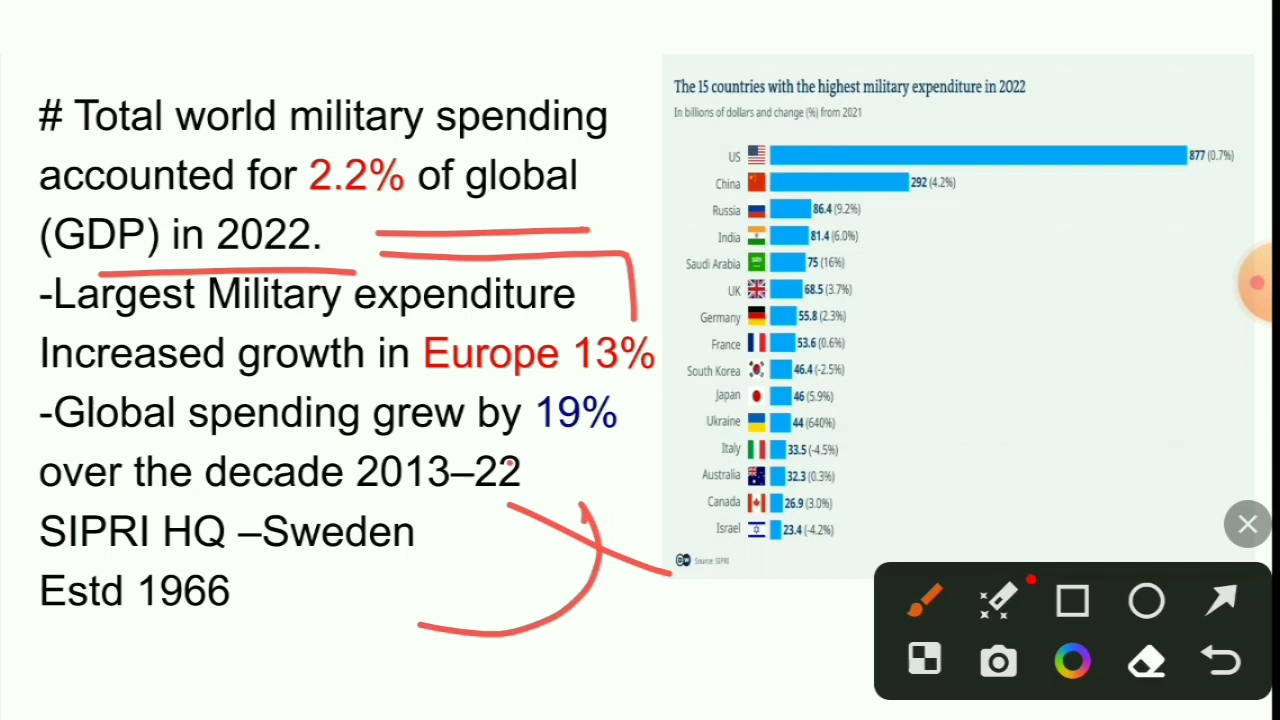 # Total world military spending
accounted for 2.2% of global
(GDP) in 2022.
-Largest Military expenditure
Increased growth in Europe 13%
-Global spending grew by 19%
over the decade 2013–22
SIPRI HQ –Sweden
Estd 1966
The 15 countries with the highest military expenditure in 2022
In billions of dollars and change (%) from 2021
US 877 (0.7%)
China 292 (4.2%)
Russia 86.4 (9.2%)
India 81.4 (6.0%)
Saudi Arabia 75 (16%)
UK 68.5 (3.7%)
Germany 55.8 (2.3%)
France 53.6 (0.6%)
South Korea 46.4 (-2.5%)
Japan 46 (5.9%)
Ukraine 44 (640%)
Italy 33.5 (-4.5%)
Australia 32.3 (0.3%)
Canada 26.9 (3.0%)
Israel 23.4 (-4.2%)
DW Source: SIPRI